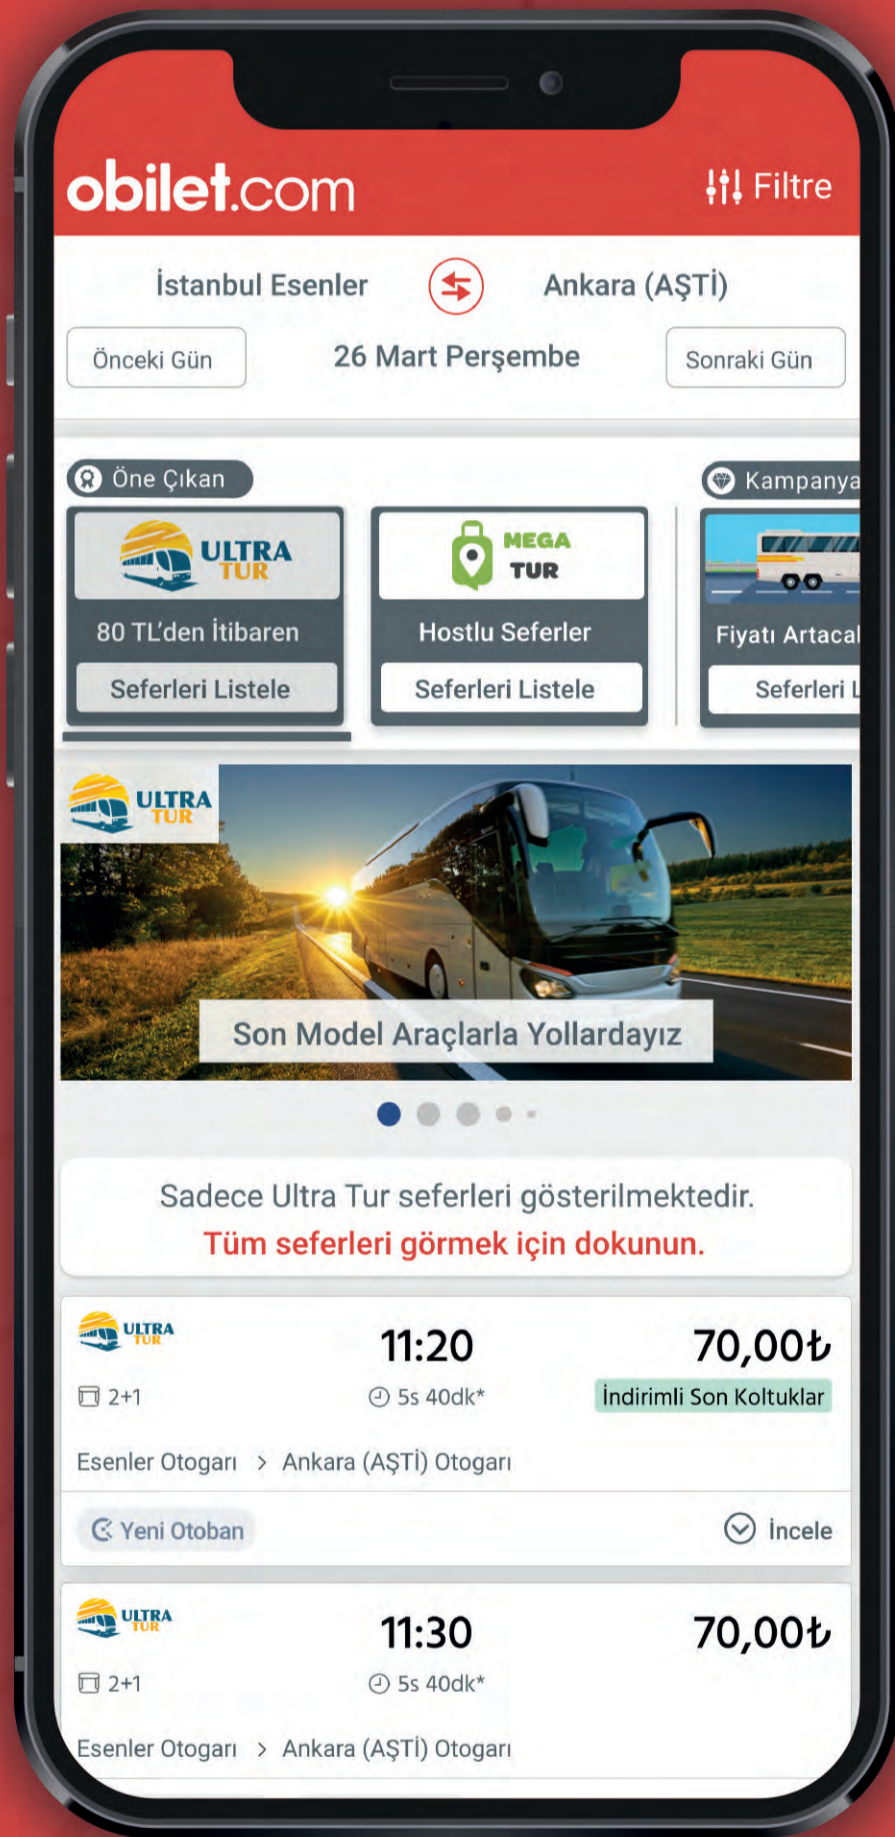 obilet.com
Filtre
İstanbul Esenler
Ankara (AŞTİ)
Önceki Gün
26 Mart Perşembe
Sonraki Gün
Öne Çıkan
Kampanya
ULTRA
TUR
MEGA
TUR
80 TL'den İtibaren
Hostlu Seferler
Fiyatı Artaca
Seferleri Listele
Seferleri Listele
Seferleri L
ULTRA
TUR
Son Model Araçlarla Yollardayız
Sadece Ultra Tur seferleri gösterilmektedir.
Tüm seferleri görmek için dokunun.
ULTRA
TUR
11:20
70,00₺
2+1
5s 40dk*
İndirimli Son Koltuklar
Esenler Otogarı > Ankara (AŞTİ) Otogarı
Yeni Otoban
İncele
ULTRA
TUR
11:30
70,00₺
2+1
5s 40dk*
Esenler Otogarı > Ankara (AŞTİ) Otogarı